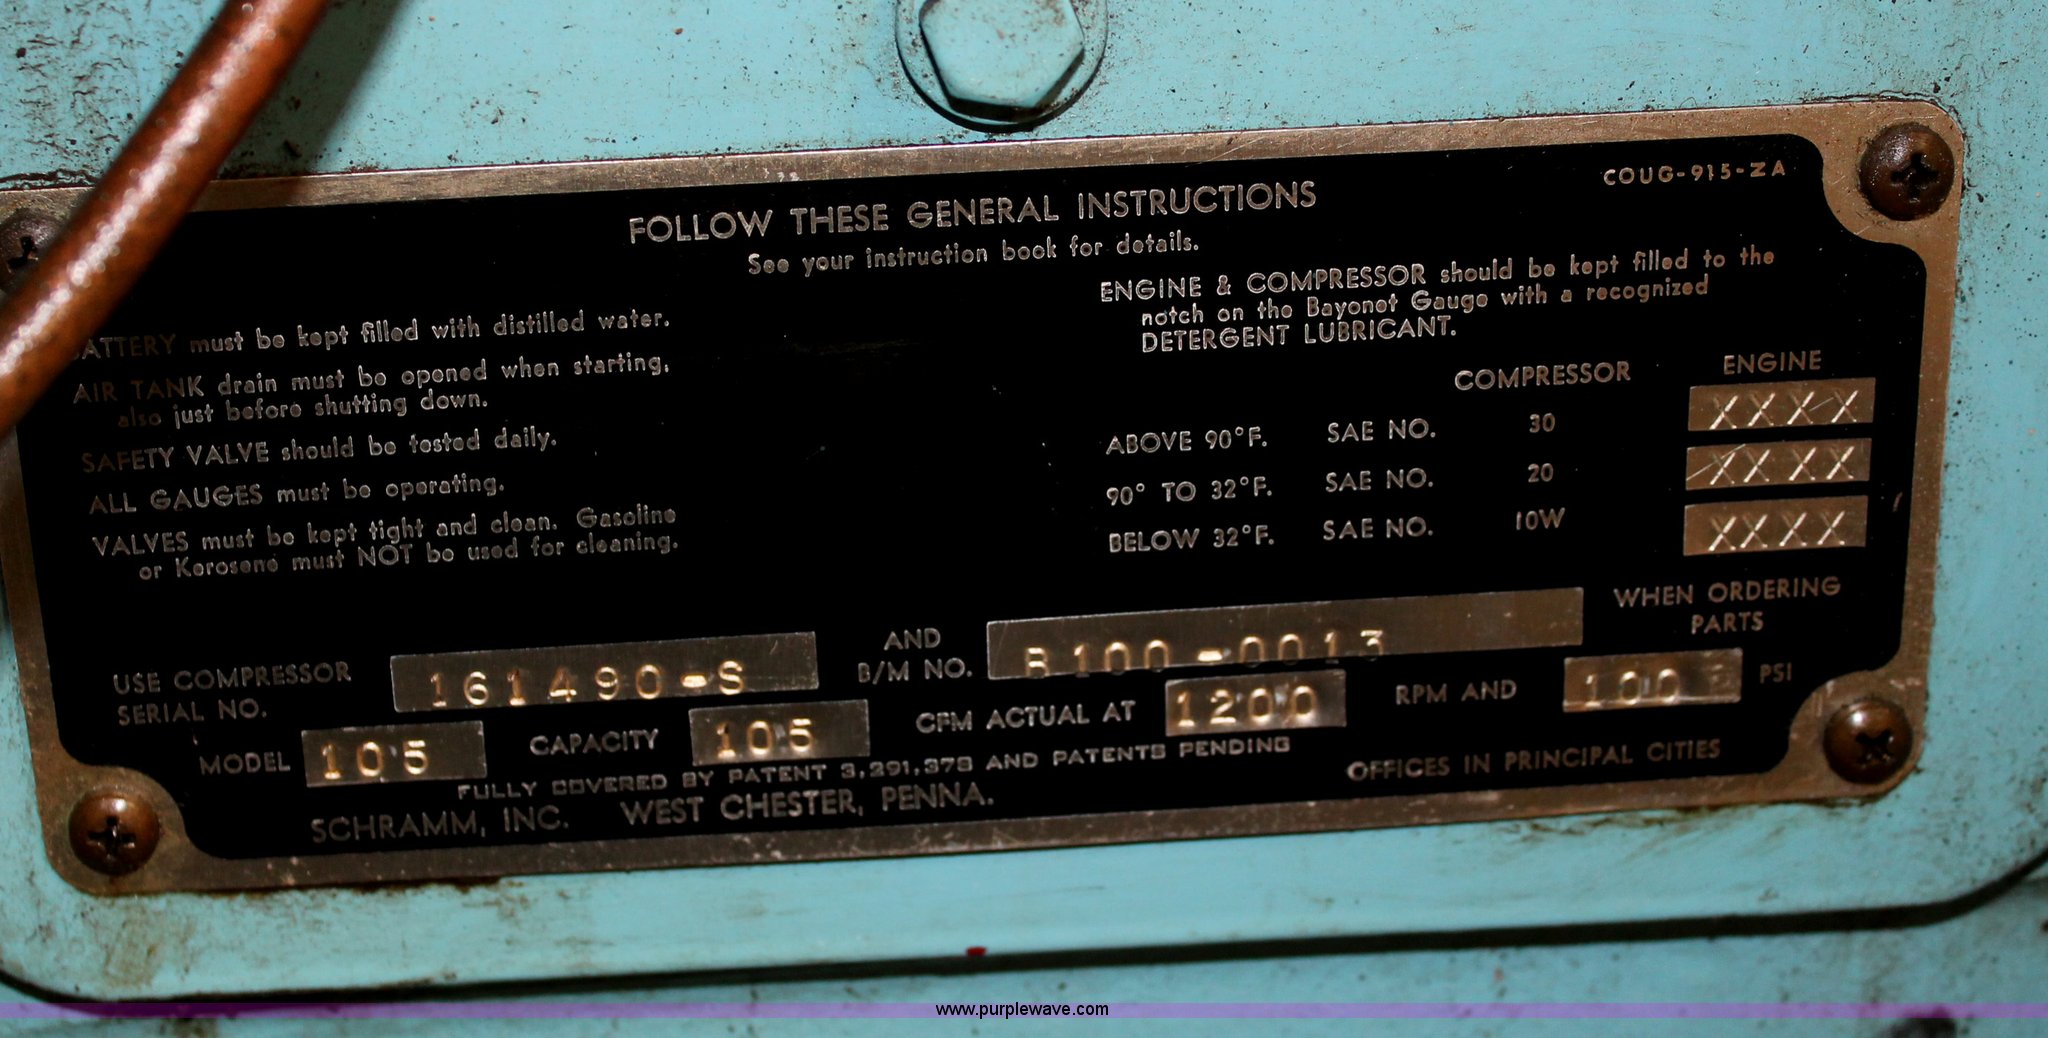 COUG-915-ZA
FOLLOW THESE GENERAL INSTRUCTIONS
See your instruction book for details.
BATTERY must be kept filled with distilled water.
AIR TANK drain must be opened when starting,
also just before shutting down.
SAFETY VALVE should be tested daily.
ALL GAUGES must be operating.
VALVES must be kept tight and clean. Gasoline
or Kerosene must NOT be used for cleaning.
ENGINE & COMPRESSOR should be kept filled to the
notch on the Bayonet Gauge with a recognized
DETERGENT LUBRICANT.
COMPRESSOR ENGINE
ABOVE 90°F. SAE NO. 30 XXXX
90° TO 32°F. SAE NO. 20 XXXX
BELOW 32°F. SAE NO. 10W XXXX
USE COMPRESSOR
SERIAL NO. 161490-S AND
B/M NO. B100-0013 WHEN ORDERING
PARTS
MODEL 105 CAPACITY 105 CFM ACTUAL AT 1200 RPM AND 100 PSI
FULLY COVERED BY PATENT 3,291,378 AND PATENTS PENDING
SCHRAMM, INC. WEST CHESTER, PENNA. OFFICES IN PRINCIPAL CITIES
www.purplewave.com